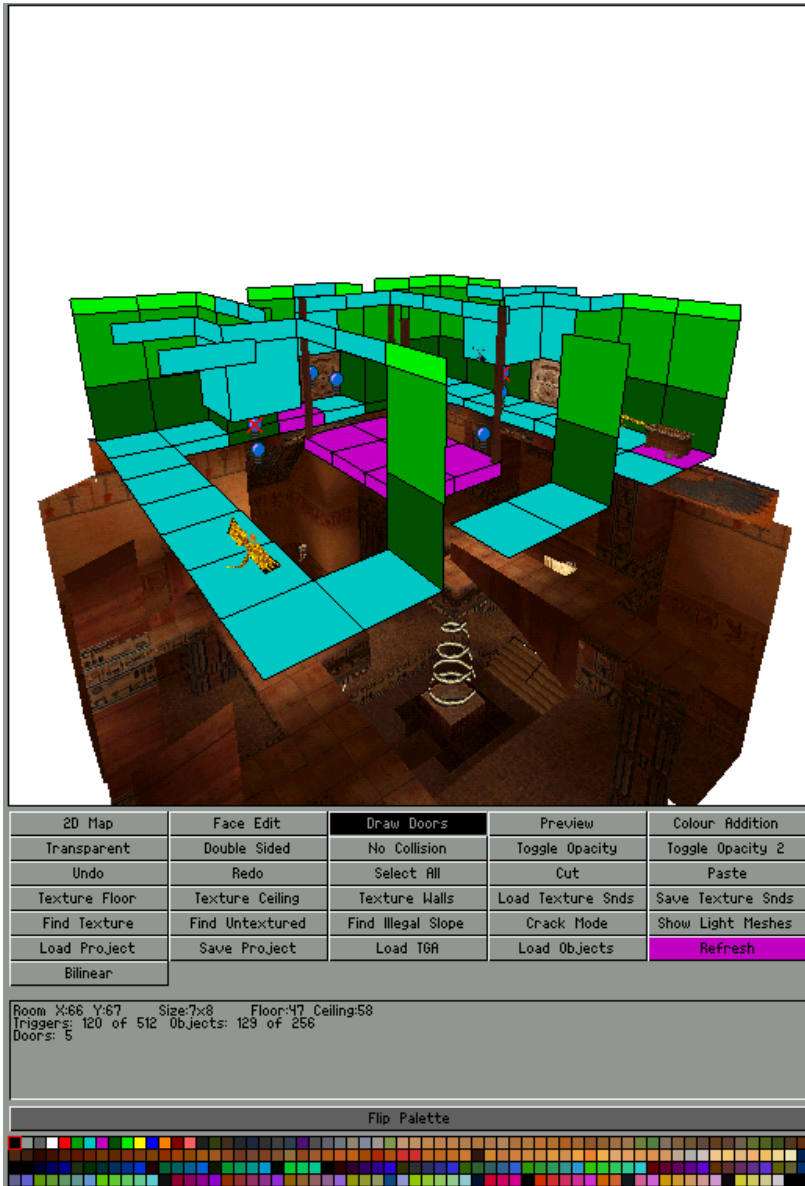 2D Map Face Edit Draw Doors Preview Colour Addition
Transparent Double Sided No Collision Toggle Opacity Toggle Opacity 2
Undo Redo Select All Cut Paste
Texture Floor Texture Ceiling Texture Walls Load Texture Snds Save Texture Snds
Find Texture Find Untextured Find Illegal Slope Crack Mode Show Light Meshes
Load Project Save Project Load TGA Load Objects Refresh
Bilinear
Room X:66 Y:67 Size:7x8 Floor:47 Ceiling:58
Triggers: 120 of 512 Objects: 129 of 256
Doors: 5
Flip Palette